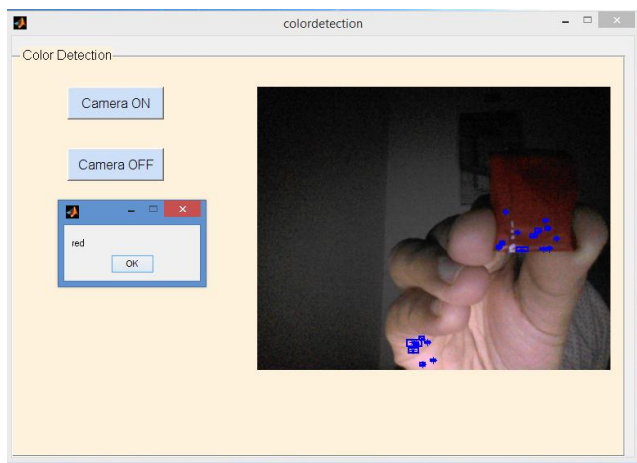 colordetection
Color Detection
Camera ON
Camera OFF
red
OK